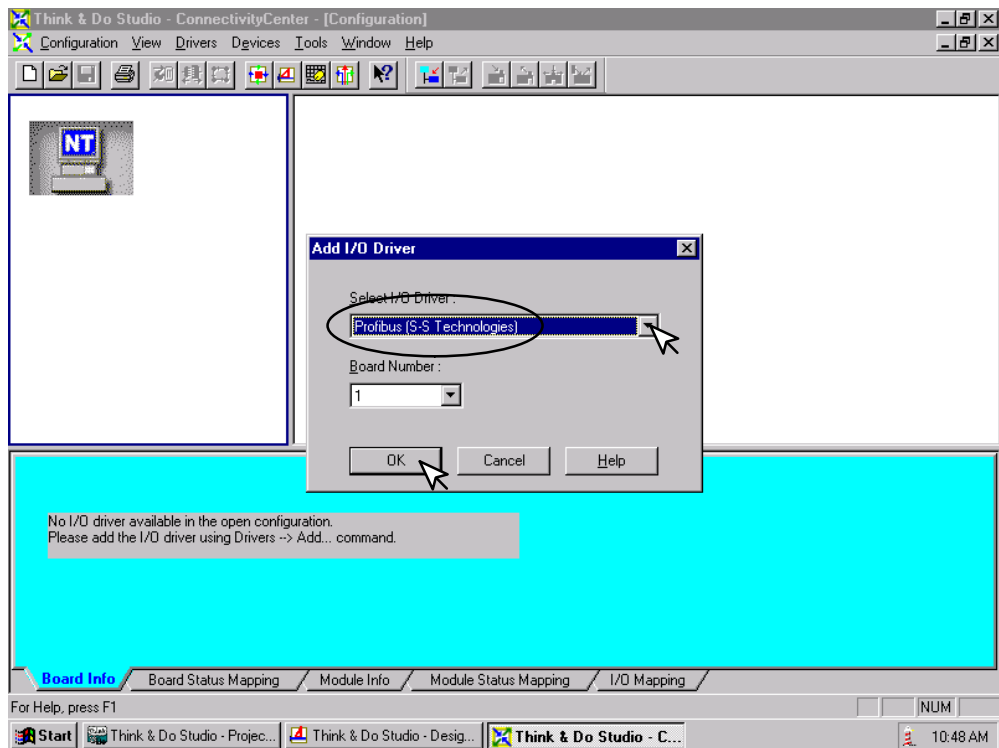 Think & Do Studio - ConnectivityCenter - [Configuration]
Configuration View Drivers Devices Tools Window Help
NT
Add I/O Driver
Select I/O Driver :
Profibus (S-S Technologies)
Board Number :
1
OK Cancel Help
No I/O driver available in the open configuration.
Please add the I/O driver using Drivers --> Add... command.
Board Info Board Status Mapping Module Info Module Status Mapping I/O Mapping
For Help, press F1 NUM
Start Think & Do Studio - Projec... Think & Do Studio - Desig... Think & Do Studio - C... 10:48 AM